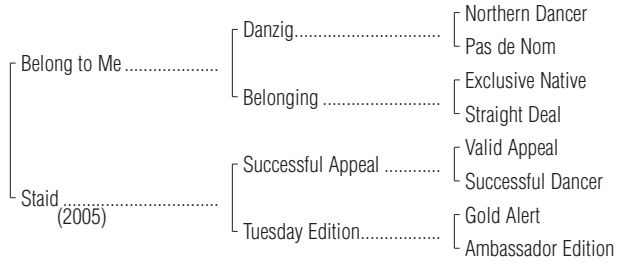 Northern Dancer
Danzig..............................
Pas de Nom
Belong to Me ....................
Exclusive Native
Belonging .........................
Straight Deal
Valid Appeal
Successful Appeal ............
Successful Dancer
Staid .................................
(2005)
Gold Alert
Tuesday Edition.................
Ambassador Edition